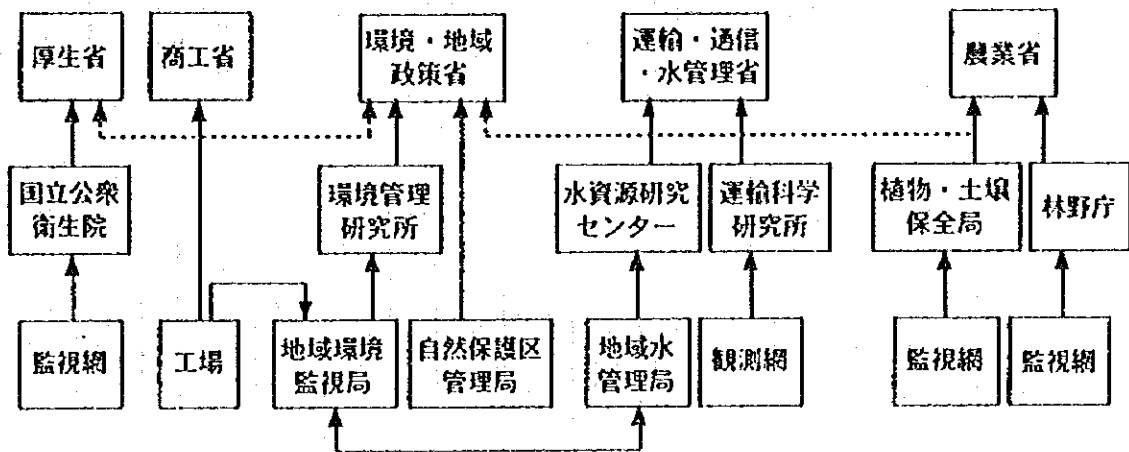 厚生省
商工省
環境・地域
政策省
運輸・通信
・水管理省
農業省
国立公衆
衛生院
環境管理
研究所
水資源研究
センター
運輸科学
研究所
植物・土壌
保全局
林野庁
監視網
工場
地域環境
監視局
自然保護区
管理局
地域水
管理局
観測網
監視網
監視網